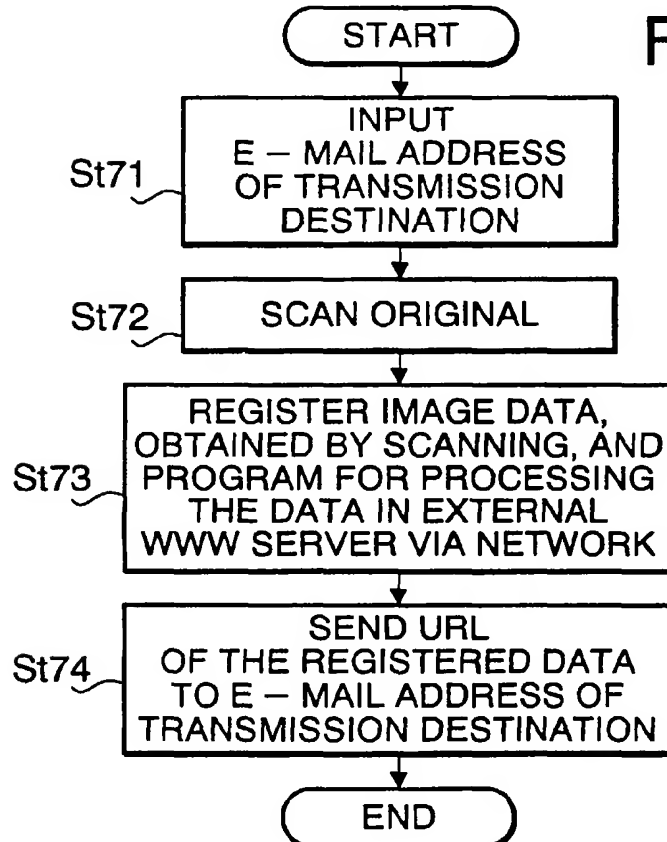 START
St71
INPUT
E – MAIL ADDRESS
OF TRANSMISSION
DESTINATION
St72
SCAN ORIGINAL
St73
REGISTER IMAGE DATA,
OBTAINED BY SCANNING, AND
PROGRAM FOR PROCESSING
THE DATA IN EXTERNAL
WWW SERVER VIA NETWORK
St74
SEND URL
OF THE REGISTERED DATA
TO E – MAIL ADDRESS OF
TRANSMISSION DESTINATION
END